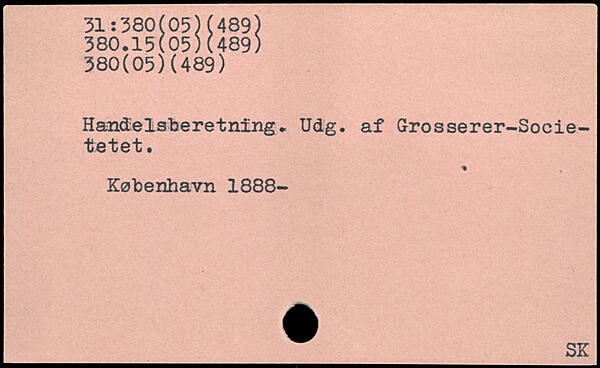 31:380(05)(489)
380.15(05)(489)
380(05)(489)
Handelsberetning. Udg. af Grosserer-Socie-
tetet.
København 1888-
SK